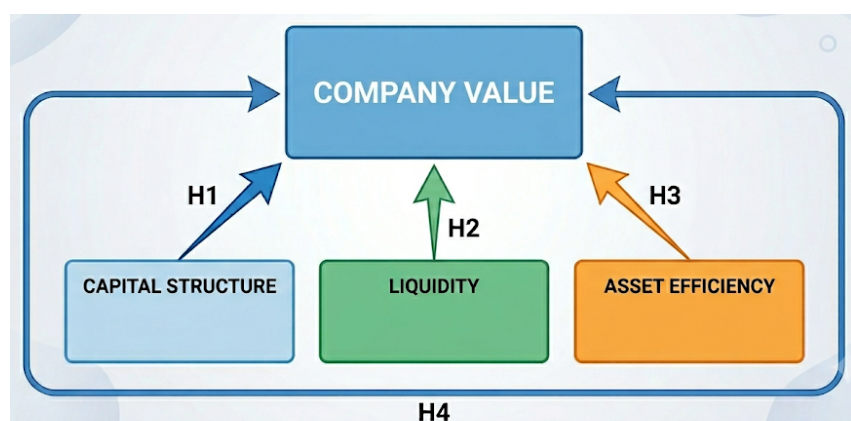 COMPANY VALUE
H1
H2
H3
CAPITAL STRUCTURE
LIQUIDITY
ASSET EFFICIENCY
H4